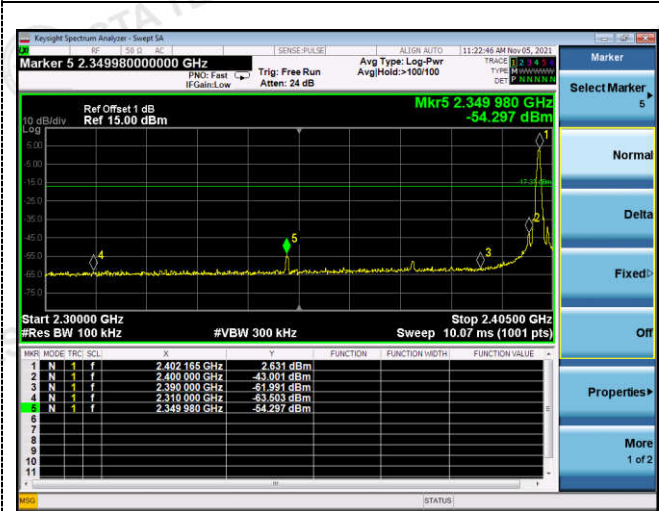 STA TE
Keysight Spectrum Analyzer - Swept SA
RF 50 Ω AC SENSE:PULSE ALIGN AUTO 11:22:46 AM Nov 05, 2021
Marker 5 2.349980000000 GHz
PNO: Fast
IFGain:Low
Trig: Free Run
Atten: 24 dB
Avg Type: Log-Pwr
Avg|Hold:>100/100
TRACE 1 2 3 4 5 6
TYPE M WWWWW
DET P N N N N N
Ref Offset 1 dB
10 dB/div Ref 15.00 dBm
Log
Mkr5 2.349 980 GHz
-54.297 dBm
5.00
-5.00
-15.0
-25.0
-35.0
-45.0
-55.0
-65.0
-75.0
1
2
3
4
5
Start 2.30000 GHz Stop 2.40500 GHz
#Res BW 100 kHz #VBW 300 kHz Sweep 10.07 ms (1001 pts)
MKR MODE TRC SCL X Y FUNCTION FUNCTION WIDTH FUNCTION VALUE
1 N 1 f 2.402 165 GHz 2.631 dBm
2 N 1 f 2.400 000 GHz -43.001 dBm
3 N 1 f 2.390 000 GHz -61.991 dBm
4 N 1 f 2.310 000 GHz -63.503 dBm
5 N 1 f 2.349 980 GHz -54.297 dBm
6
7
8
9
10
11
MSG STATUS
Marker
Select Marker
5
Normal
Delta
Fixed
Off
Properties
More
1 of 2